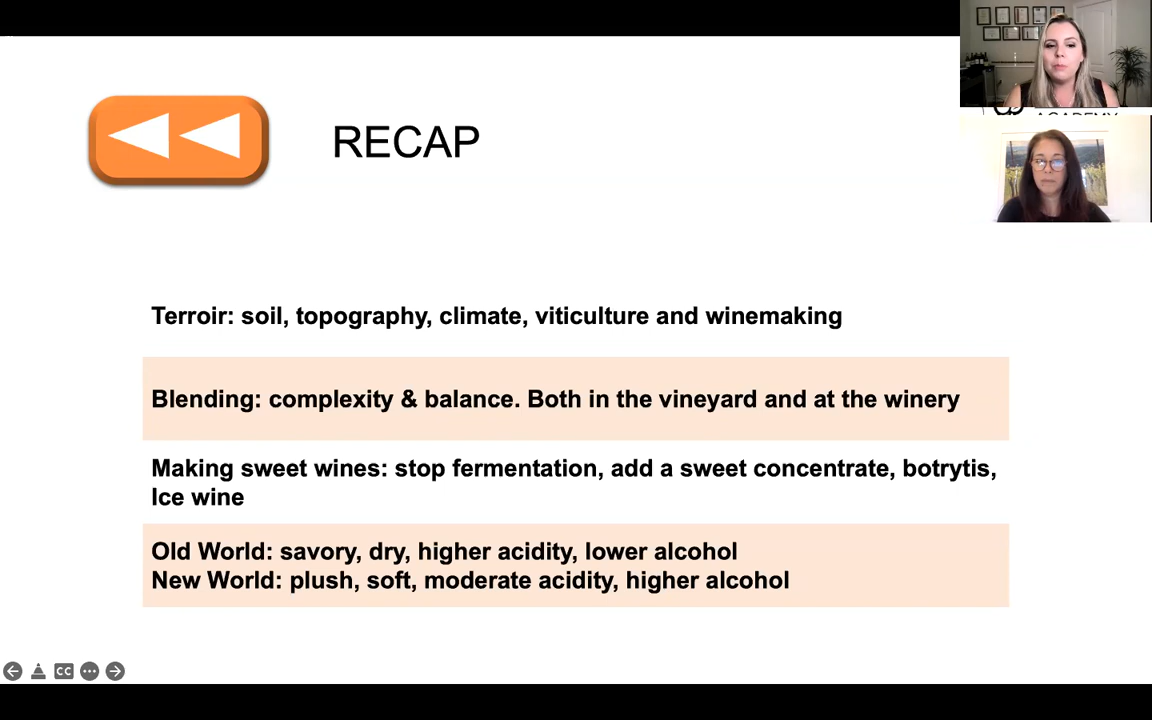 ACADEMY
RECAP
Terroir: soil, topography, climate, viticulture and winemaking
Blending: complexity & balance. Both in the vineyard and at the winery
Making sweet wines: stop fermentation, add a sweet concentrate, botrytis,
Ice wine
Old World: savory, dry, higher acidity, lower alcohol
New World: plush, soft, moderate acidity, higher alcohol
CC